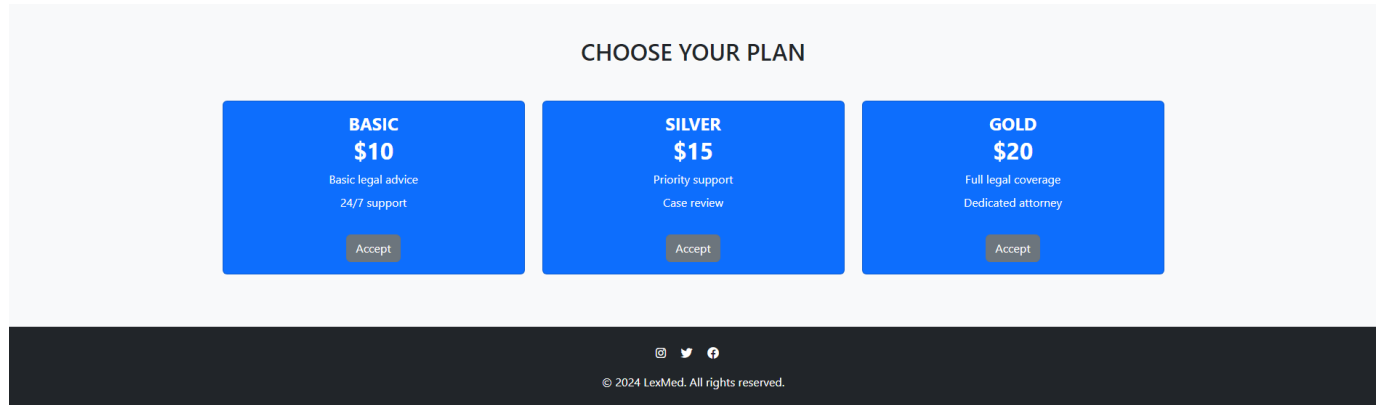 CHOOSE YOUR PLAN
BASIC
$10
Basic legal advice
24/7 support
Accept
SILVER
$15
Priority support
Case review
Accept
GOLD
$20
Full legal coverage
Dedicated attorney
Accept
© 2024 LexMed. All rights reserved.